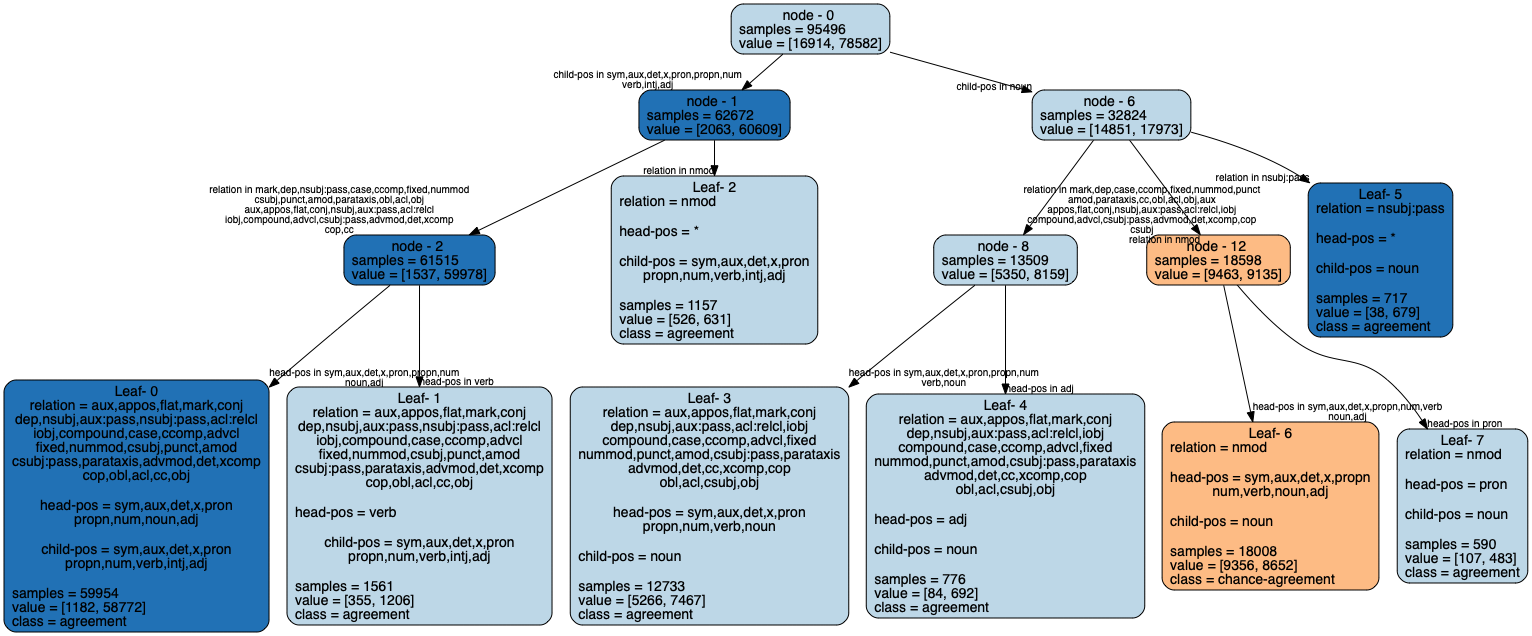 node - 0
samples = 95496
value = [16914, 78582]
child-pos in sym,aux,det,x,pron,propn,num
verb,intj,adj
child-pos in noun
node - 1
samples = 62672
value = [2063, 60609]
node - 6
samples = 32824
value = [14851, 17973]
relation in mark,dep,nsubj:pass,case,ccomp,fixed,nummod
csubj,punct,amod,parataxis,obl,acl,obj
aux,appos,flat,conj,nsubj,aux:pass,acl:relcl
iobj,compound,advcl,csubj:pass,advmod,det,xcomp
cop,cc
relation in nmod
relation in mark,dep,case,ccomp,fixed,nummod,punct
amod,parataxis,cc,obl,acl,obj,aux
appos,flat,conj,nsubj,aux:pass,acl:relcl,iobj
compound,advcl,csubj:pass,advmod,det,xcomp,cop
csubj
relation in nmod
relation in nsubj:pass
node - 2
samples = 61515
value = [1537, 59978]
Leaf- 2
relation = nmod
head-pos = *
child-pos = sym,aux,det,x,pron
propn,num,verb,intj,adj
samples = 1157
value = [526, 631]
class = agreement
node - 8
samples = 13509
value = [5350, 8159]
node - 12
samples = 18598
value = [9463, 9135]
Leaf- 5
relation = nsubj:pass
head-pos = *
child-pos = noun
samples = 717
value = [38, 679]
class = agreement
head-pos in sym,aux,det,x,pron,propn,num
noun,adj
head-pos in verb
head-pos in sym,aux,det,x,pron,propn,num
verb,noun
head-pos in adj
head-pos in sym,aux,det,x,propn,num,verb
noun,adj
head-pos in pron
Leaf- 0
relation = aux,appos,flat,mark,conj
dep,nsubj,aux:pass,nsubj:pass,acl:relcl
iobj,compound,case,ccomp,advcl
fixed,nummod,csubj,punct,amod
csubj:pass,parataxis,advmod,det,xcomp
cop,obl,acl,cc,obj
head-pos = sym,aux,det,x,pron
propn,num,noun,adj
child-pos = sym,aux,det,x,pron
propn,num,verb,intj,adj
samples = 59954
value = [1182, 58772]
class = agreement
Leaf- 1
relation = aux,appos,flat,mark,conj
dep,nsubj,aux:pass,nsubj:pass,acl:relcl
iobj,compound,case,ccomp,advcl
fixed,nummod,csubj,punct,amod
csubj:pass,parataxis,advmod,det,xcomp
cop,obl,acl,cc,obj
head-pos = verb
child-pos = sym,aux,det,x,pron
propn,num,verb,intj,adj
samples = 1561
value = [355, 1206]
class = agreement
Leaf- 3
relation = aux,appos,flat,mark,conj
dep,nsubj,aux:pass,acl:relcl,iobj
compound,case,ccomp,advcl,fixed
nummod,punct,amod,csubj:pass,parataxis
advmod,det,cc,xcomp,cop
obl,acl,csubj,obj
head-pos = sym,aux,det,x,pron
propn,num,verb,noun
child-pos = noun
samples = 12733
value = [5266, 7467]
class = agreement
Leaf- 4
relation = aux,appos,flat,mark,conj
dep,nsubj,aux:pass,acl:relcl,iobj
compound,case,ccomp,advcl,fixed
nummod,punct,amod,csubj:pass,parataxis
advmod,det,cc,xcomp,cop
obl,acl,csubj,obj
head-pos = adj
child-pos = noun
samples = 776
value = [84, 692]
class = agreement
Leaf- 6
relation = nmod
head-pos = sym,aux,det,x,propn
num,verb,noun,adj
child-pos = noun
samples = 18008
value = [9356, 8652]
class = chance-agreement
Leaf- 7
relation = nmod
head-pos = pron
child-pos = noun
samples = 590
value = [107, 483]
class = agreement